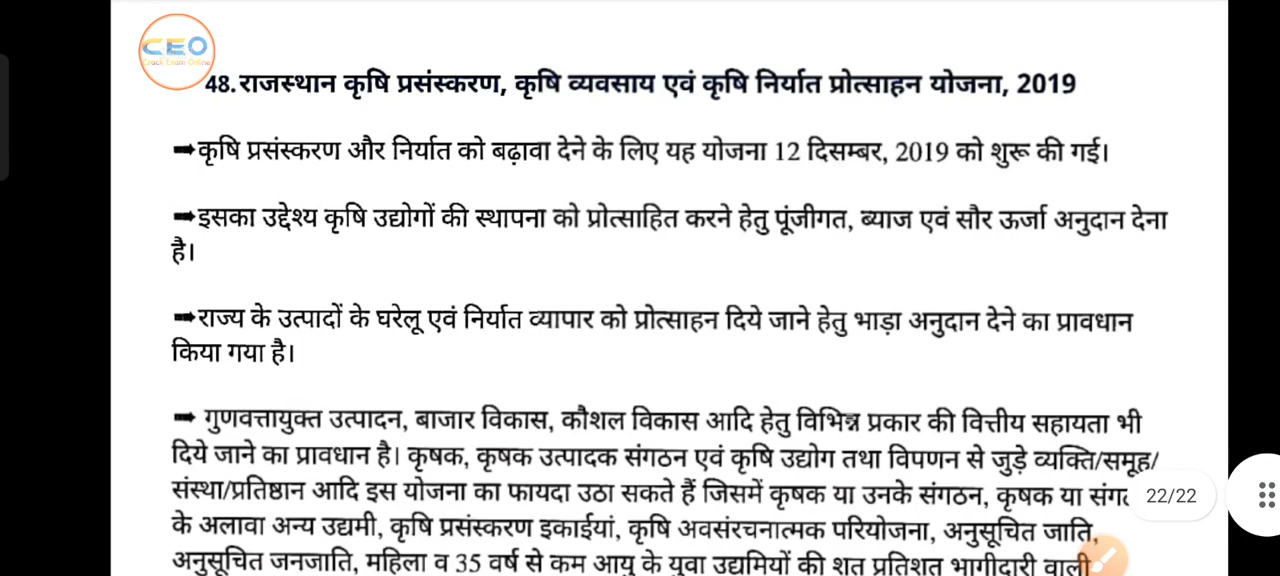 CEO
Crack Exam Online
48.राजस्थान कृषि प्रसंस्करण, कृषि व्यवसाय एवं कृषि निर्यात प्रोत्साहन योजना, 2019
➡कृषि प्रसंस्करण और निर्यात को बढ़ावा देने के लिए यह योजना 12 दिसम्बर, 2019 को शुरू की गई।
➡इसका उद्देश्य कृषि उद्योगों की स्थापना को प्रोत्साहित करने हेतु पूंजीगत, ब्याज एवं सौर ऊर्जा अनुदान देना
है।
➡राज्य के उत्पादों के घरेलू एवं निर्यात व्यापार को प्रोत्साहन दिये जाने हेतु भाड़ा अनुदान देने का प्रावधान
किया गया है।
➡ गुणवत्तायुक्त उत्पादन, बाजार विकास, कौशल विकास आदि हेतु विभिन्न प्रकार की वित्तीय सहायता भी
दिये जाने का प्रावधान है। कृषक, कृषक उत्पादक संगठन एवं कृषि उद्योग तथा विपणन से जुड़े व्यक्ति/समूह/
संस्था/प्रतिष्ठान आदि इस योजना का फायदा उठा सकते हैं जिसमें कृषक या उनके संगठन, कृषक या
22/22
के अलावा अन्य उद्यमी, कृषि प्रसंस्करण इकाईयां, कृषि अवसंरचनात्मक परियोजना, अनुसूचित जाति,
अनुसूचित जनजाति, महिला व 35 वर्ष से कम आयु के युवा उद्यमियों की शत प्रतिशत भागीदारी वाली